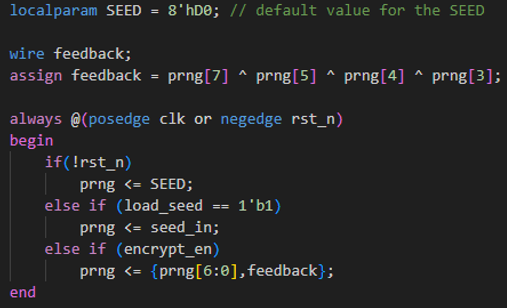 localparam SEED = 8'hD0; // default value for the SEED
wire feedback;
assign feedback = prng[7] ^ prng[5] ^ prng[4] ^ prng[3];
always @(posedge clk or negedge rst_n)
begin
if(!rst_n)
prng <= SEED;
else if (load_seed == 1'b1)
prng <= seed_in;
else if (encrypt_en)
prng <= {prng[6:0],feedback};
end